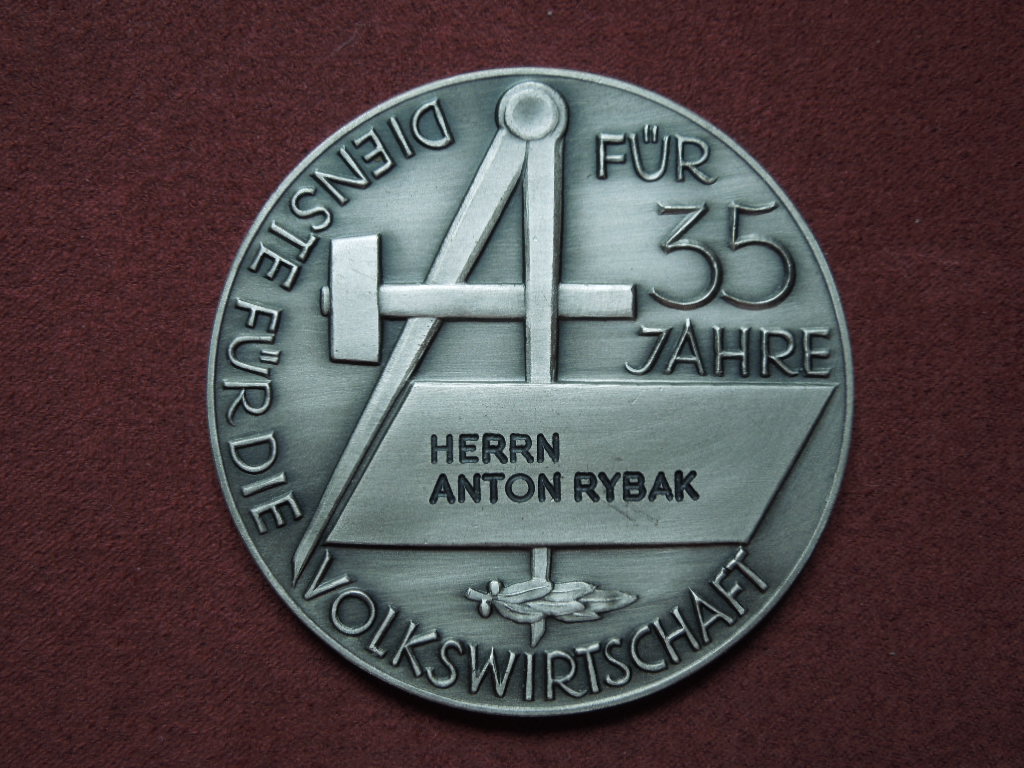 FÜR
35
JAHRE
DIENSTE FÜR DIE
VOLKSWIRTSCHAFT
HERRN
ANTON RYBAK